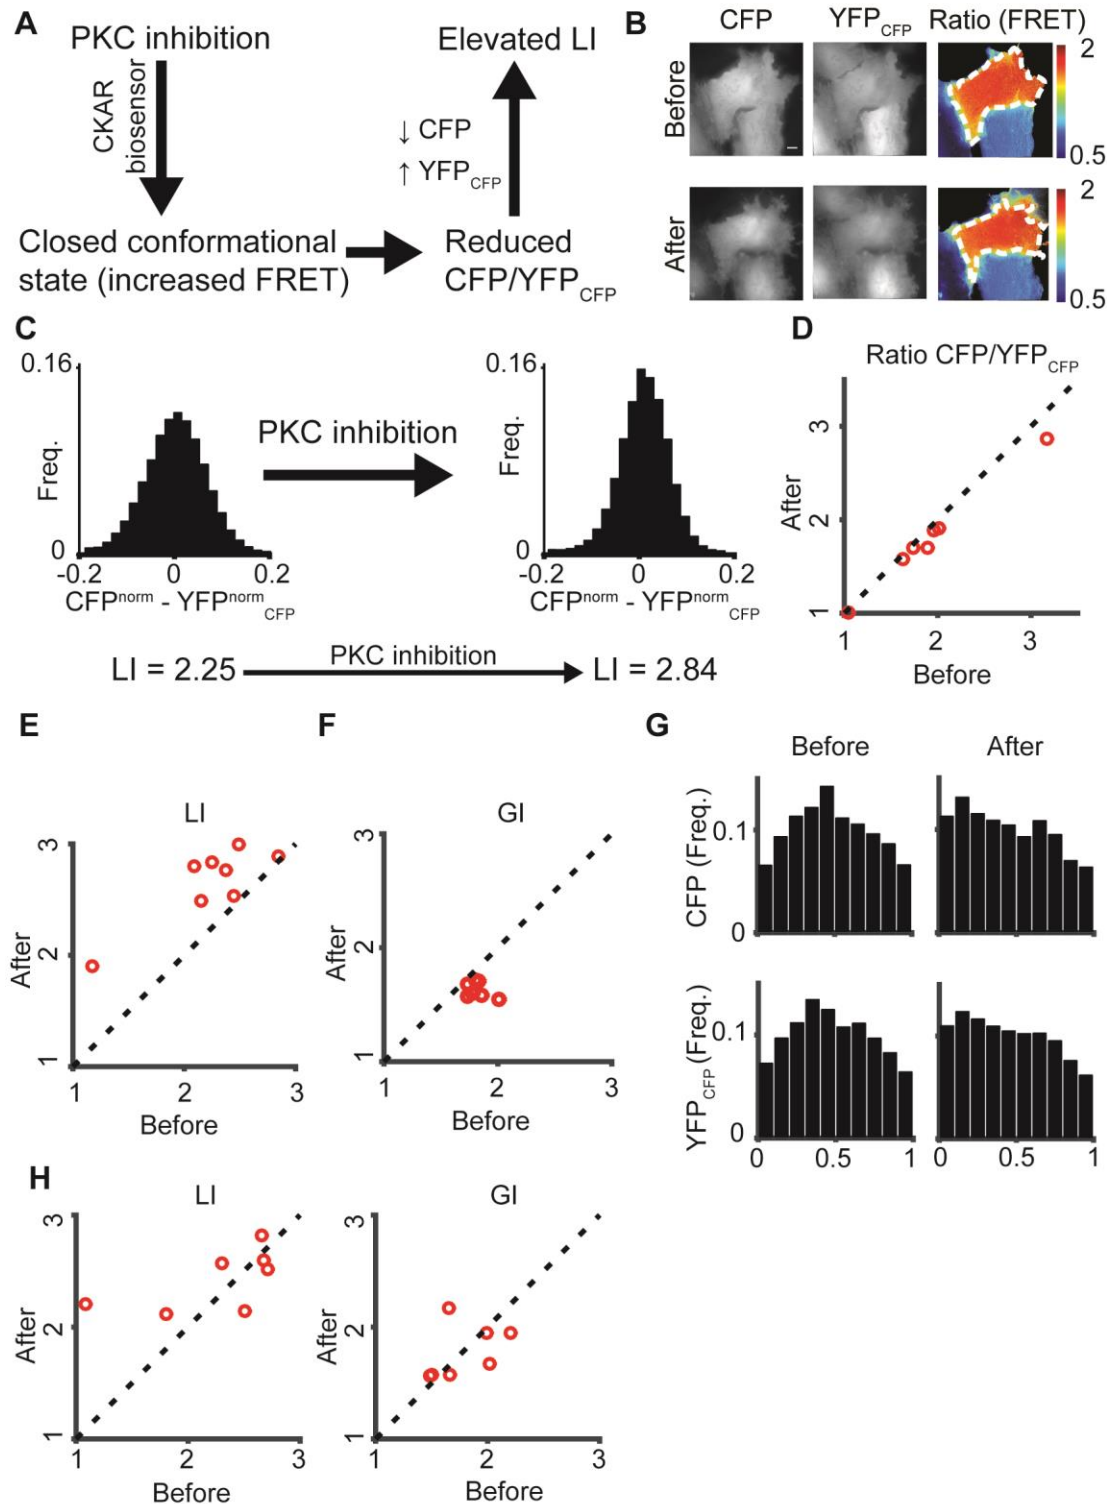 A
PKC inhibition
CKAR
biosensor
Closed conformational
state (increased FRET)
Reduced
CFP/YFPCFP
↓ CFP
↑ YFPCFP
Elevated LI
B
CFP
YFPCFP
Ratio (FRET)
Before
2
0.5
After
2
0.5
C
0.16
Freq.
0
-0.2
0
0.2
CFPnorm - YFPnormCFP
PKC inhibition
0.16
Freq.
0
-0.2
0
0.2
CFPnorm - YFPnormCFP
LI = 2.25
PKC inhibition
LI = 2.84
D
Ratio CFP/YFPCFP
After
3
2
1
1
2
3
Before
E
LI
After
3
2
1
1
2
3
Before
F
GI
After
3
2
1
1
2
3
Before
G
Before
After
CFP (Freq.)
0.1
0
YFPCFP (Freq.)
0.1
0
0
0.5
1
0
0.5
1
H
LI
After
3
2
1
1
2
3
Before
GI
After
3
2
1
1
2
3
Before